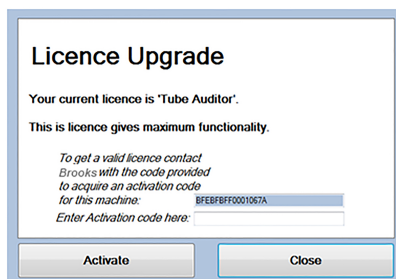 Licence Upgrade
Your current licence is 'Tube Auditor'.
This is licence gives maximum functionality.
To get a valid licence contact
Brooks with the code provided
to acquire an activation code
for this machine: BFEBFBFF0001067A
Enter Activation code here:
Activate Close